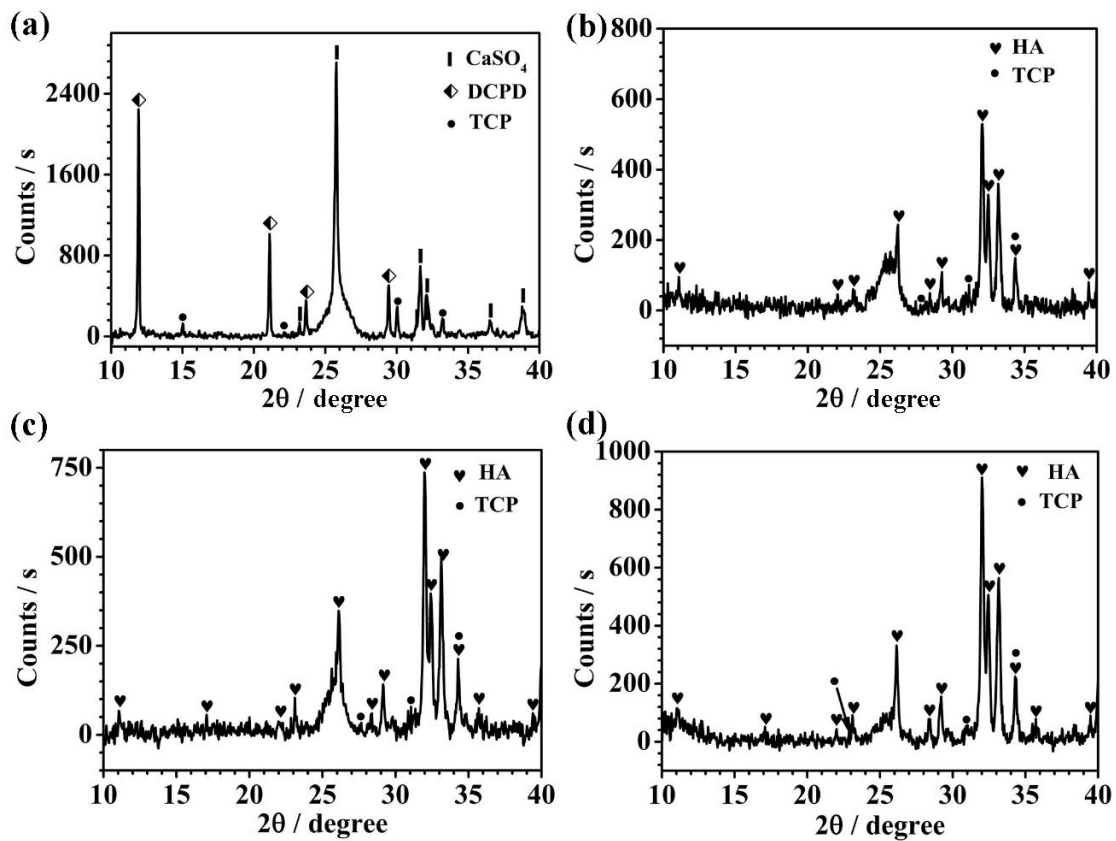 (a)
CaSO₄
DCPD
TCP
2400
1600
800
0
Counts / s
10 15 20 25 30 35 40
2θ / degree
(b)
HA
TCP
800
600
400
200
0
Counts / s
10 15 20 25 30 35 40
2θ / degree
(c)
HA
TCP
750
500
250
0
Counts / s
10 15 20 25 30 35 40
2θ / degree
(d)
HA
TCP
1000
800
600
400
200
0
Counts / s
10 15 20 25 30 35 40
2θ / degree